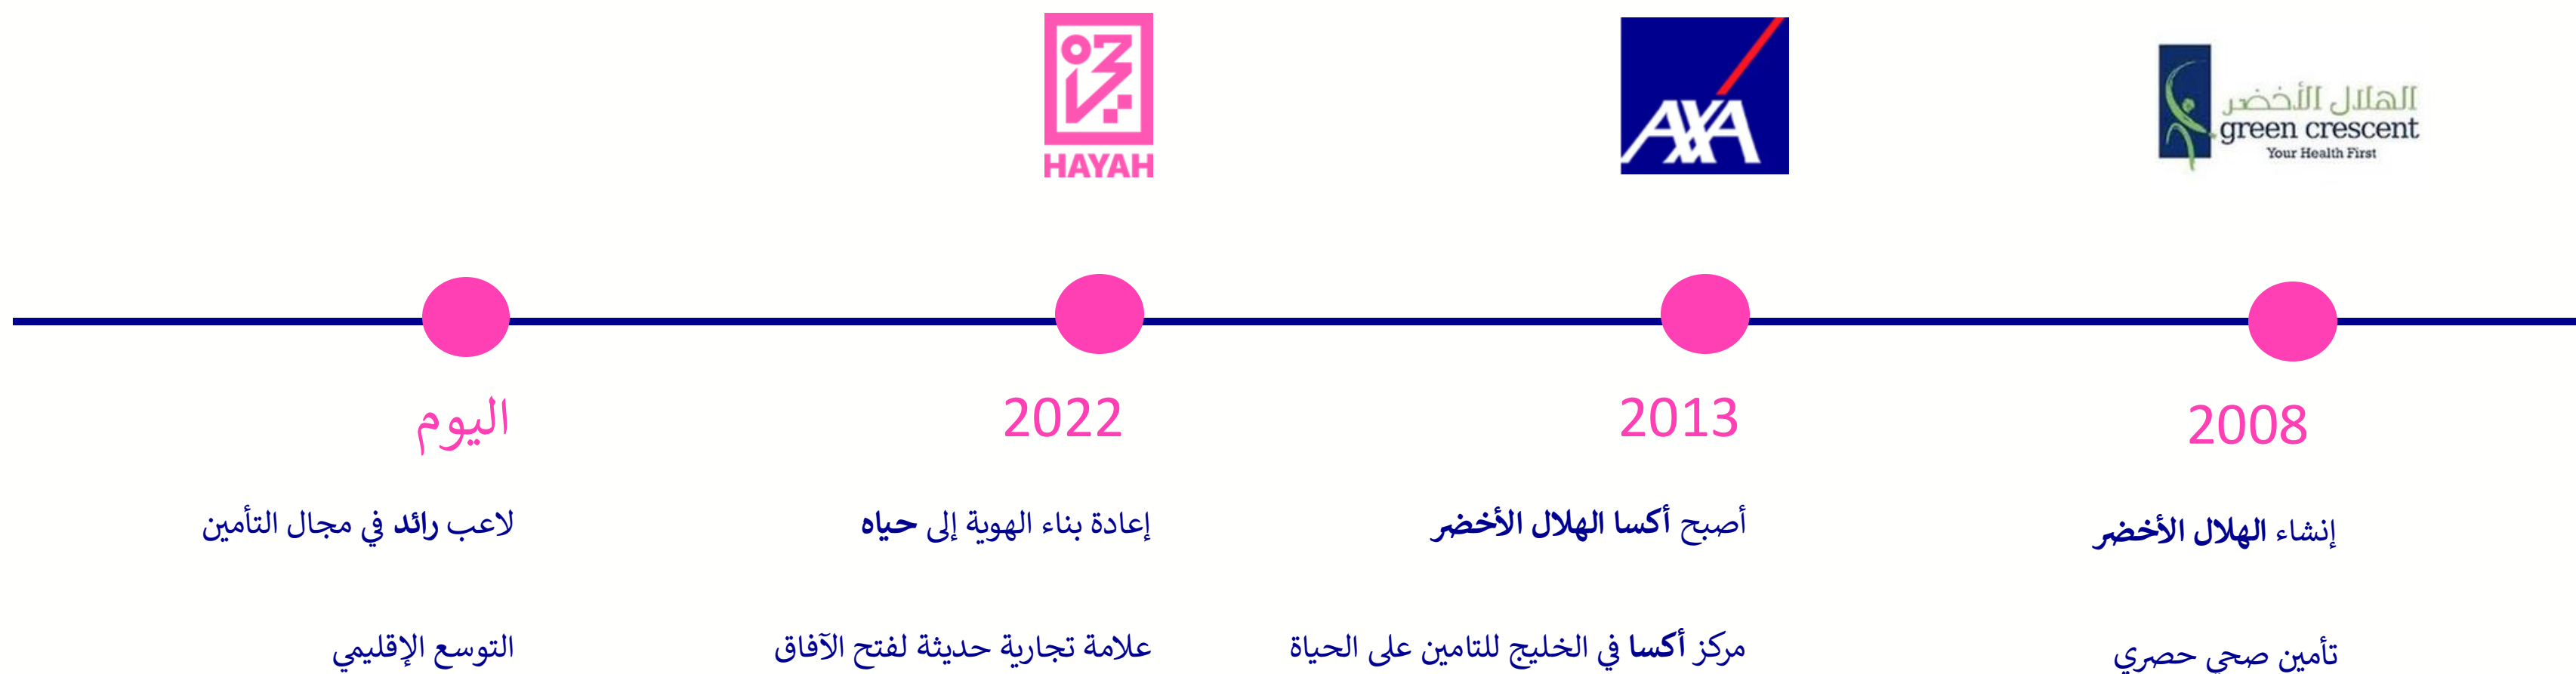 الهلال الأخضر
green crescent
Your Health First
AXA
حياة
HAYAH
2008
إنشاء الهلال الأخضر
تأمين صحي حصري
2013
أصبح أكسا الهلال الأخضر
مركز أكسا في الخليج للتامين على الحياة
2022
إعادة بناء الهوية إلى حياه
علامة تجارية حديثة لفتح الآفاق
اليوم
لاعب رائد في مجال التأمين
التوسع الإقليمي